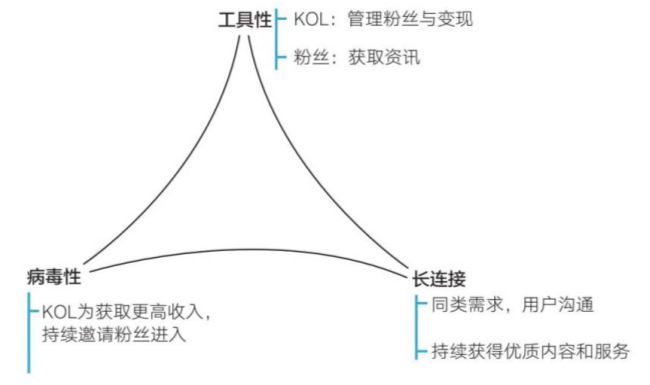 工具性
KOL：管理粉丝与变现
粉丝：获取资讯
病毒性
KOL为获取更高收入，
持续邀请粉丝进入
长连接
同类需求，用户沟通
持续获得优质内容和服务